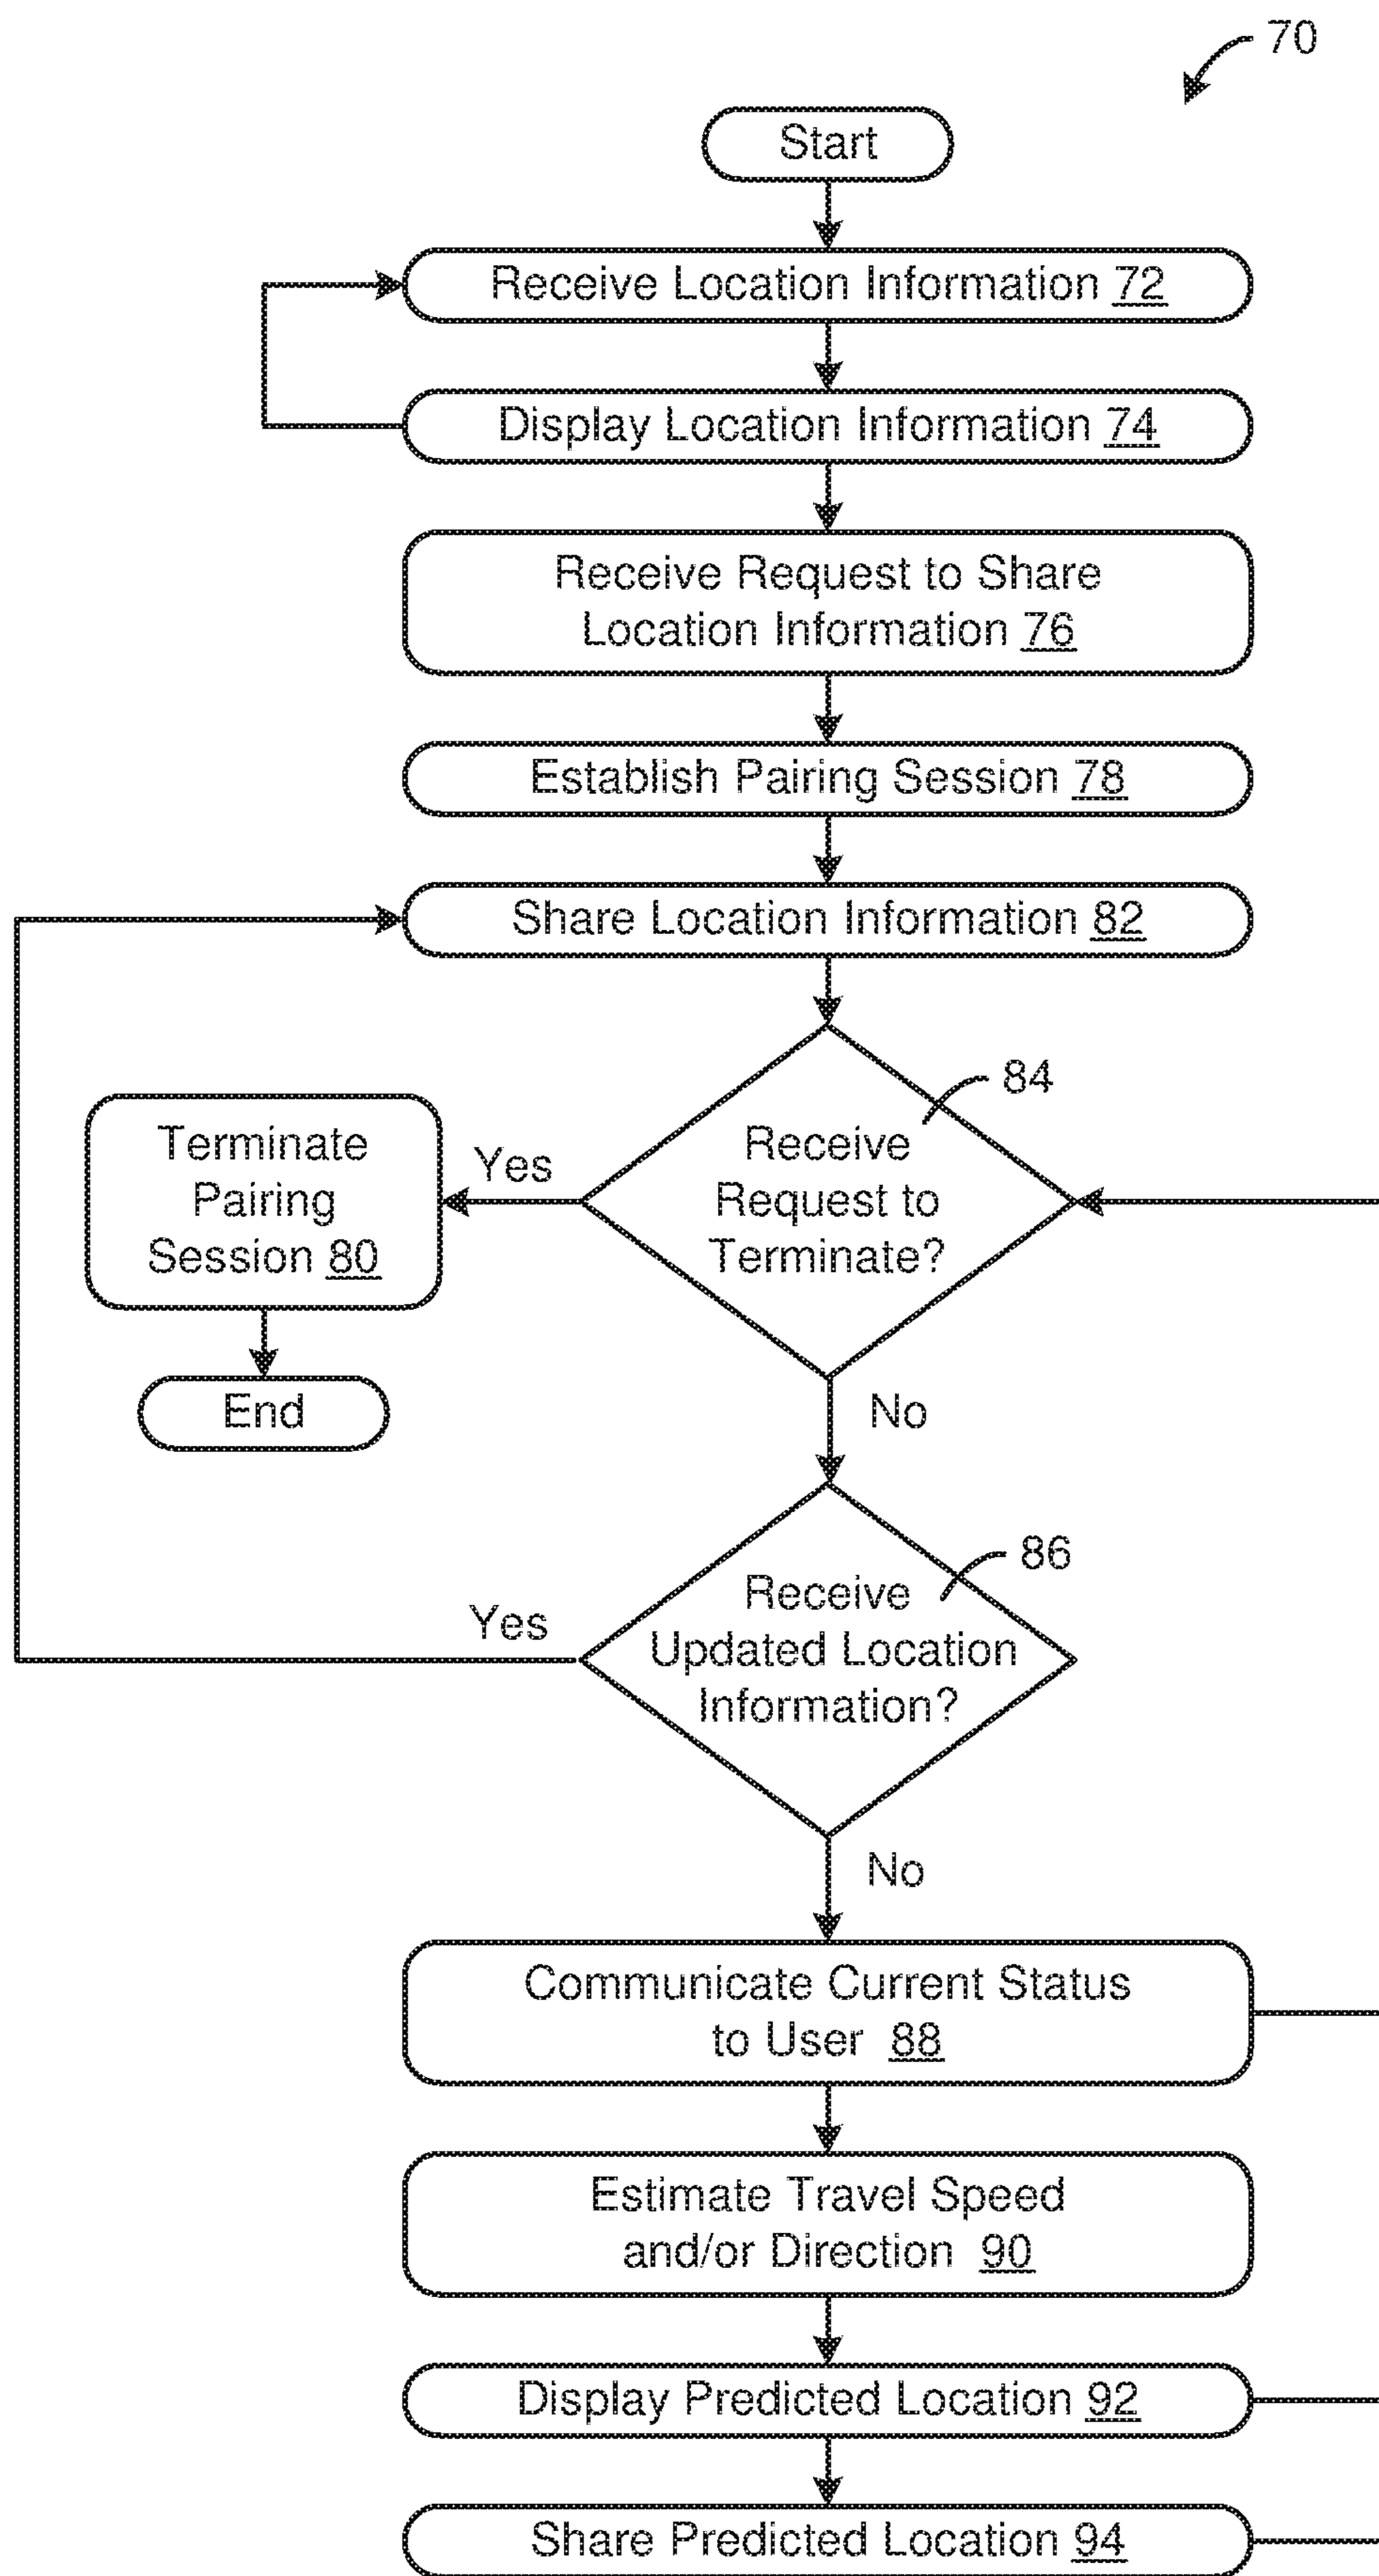 70
Start
Receive Location Information 72
Display Location Information 74
Receive Request to Share
Location Information 76
Establish Pairing Session 78
Share Location Information 82
84
Receive
Request to
Terminate?
Yes
Terminate
Pairing
Session 80
End
No
86
Receive
Updated Location
Information?
Yes
No
Communicate Current Status
to User 88
Estimate Travel Speed
and/or Direction 90
Display Predicted Location 92
Share Predicted Location 94